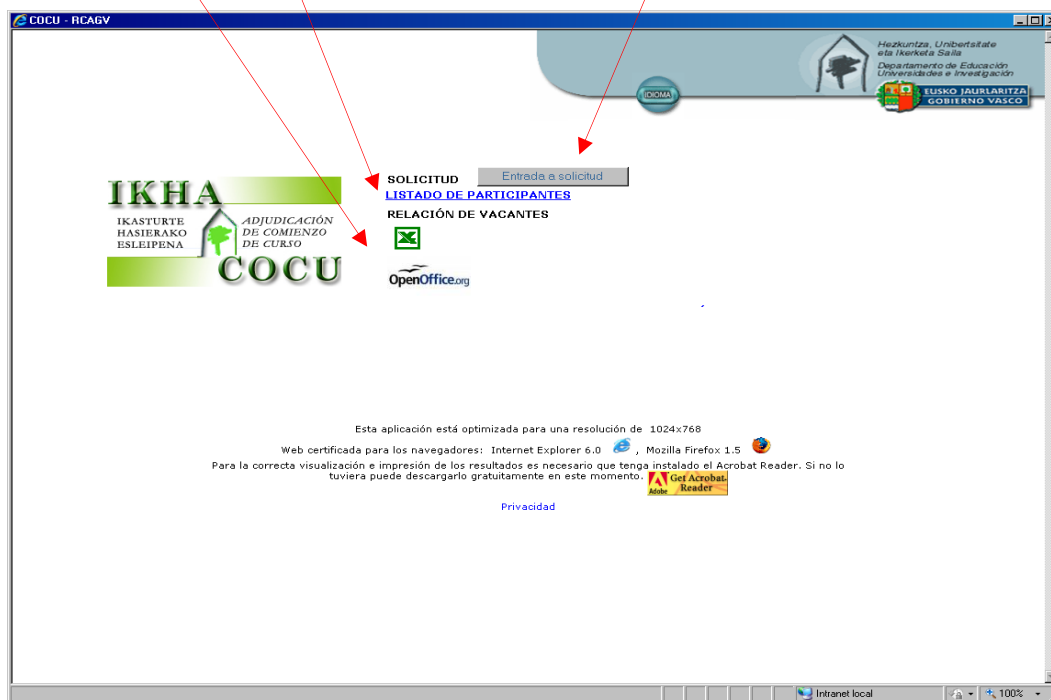 COCU - RCAGV
Hezkuntza, Unibertsitate
eta Ikerketa Saila
Departamento de Educación
Universidades e Investigación
EUSKO JAURLARITZA
GOBIERNO VASCO
IDIOMA
SOLICITUD Entrada a solicitud
LISTADO DE PARTICIPANTES
RELACIÓN DE VACANTES
IKHA
IKASTURTE
HASIERAKO
ESLEIPENA
ADJUDICACIÓN
DE COMIENZO
DE CURSO
COCU
OpenOffice.org
Esta aplicación está optimizada para una resolución de 1024x768
Web certificada para los navegadores: Internet Explorer 6.0 , Mozilla Firefox 1.5
Para la correcta visualización e impresión de los resultados es necesario que tenga instalado el Acrobat Reader. Si no lo
tuviera puede descargarlo gratuitamente en este momento.
Get Acrobat
Adobe Reader
Privacidad
Intranet local 100%